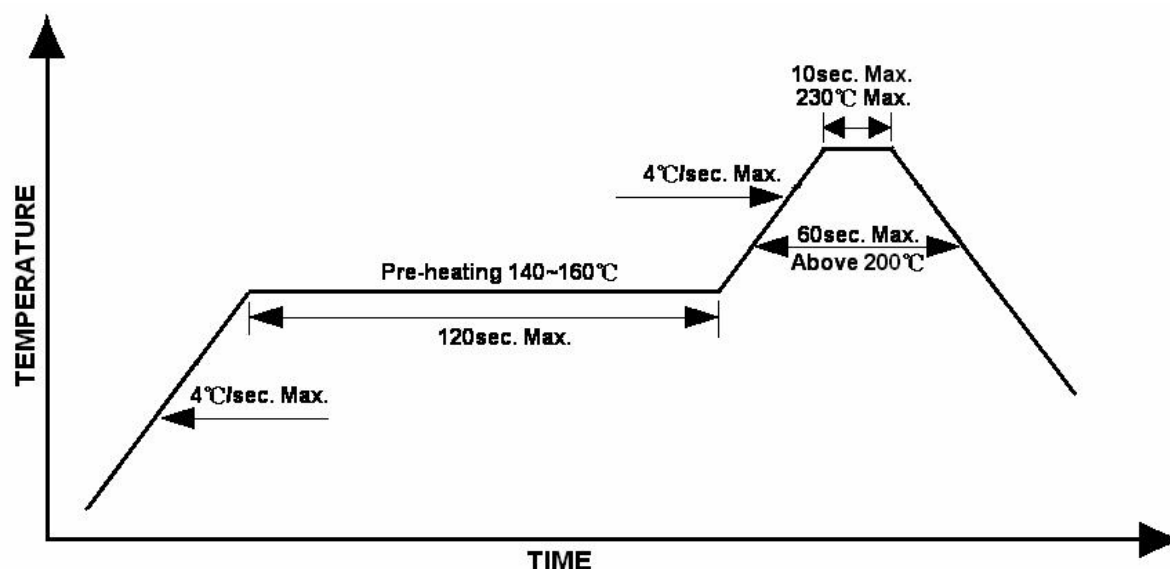 10sec. Max.
230℃ Max.
4℃/sec. Max.
60sec. Max.
Above 200℃
Pre-heating 140~160℃
120sec. Max.
4℃/sec. Max.
TEMPERATURE
TIME